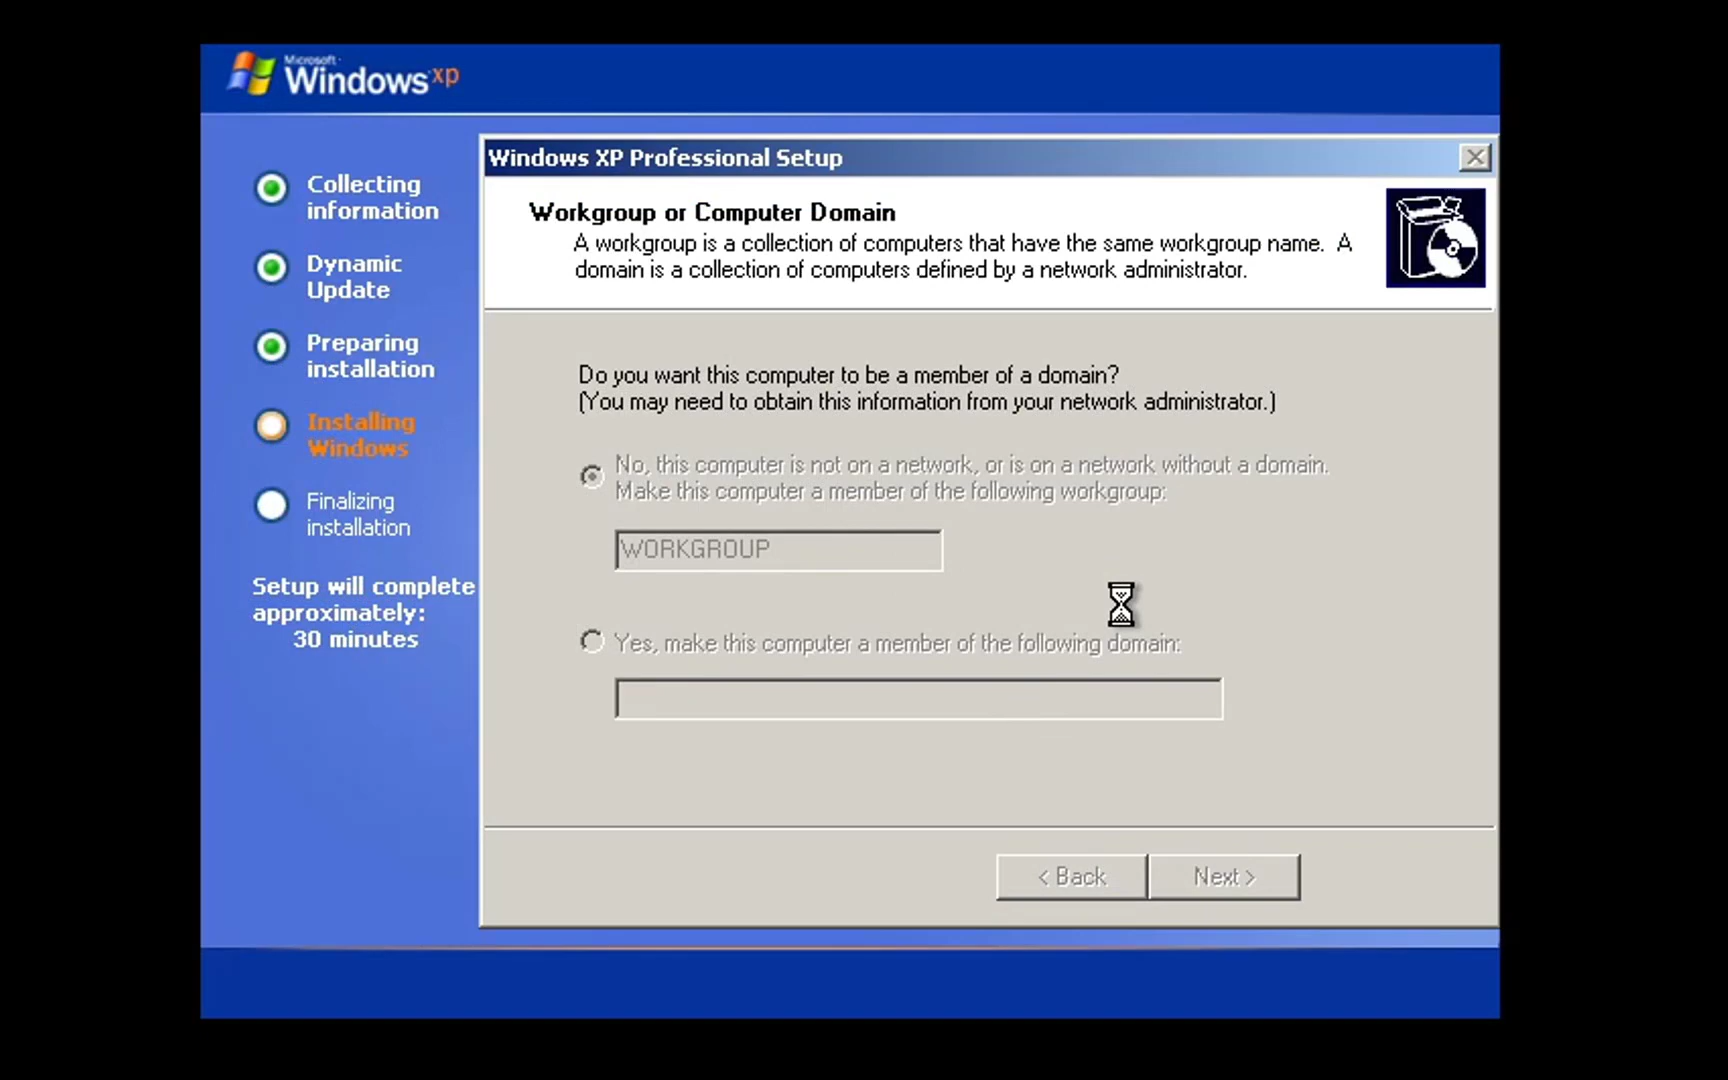 Microsoft
Windows xp
Collecting
information
Dynamic
Update
Preparing
installation
Installing
Windows
Finalizing
installation
Setup will complete
approximately:
30 minutes
Windows XP Professional Setup
Workgroup or Computer Domain
A workgroup is a collection of computers that have the same workgroup name. A
domain is a collection of computers defined by a network administrator.
Do you want this computer to be a member of a domain?
(You may need to obtain this information from your network administrator.)
No, this computer is not on a network, or is on a network without a domain.
Make this computer a member of the following workgroup:
WORKGROUP
Yes, make this computer a member of the following domain:
< Back
Next >